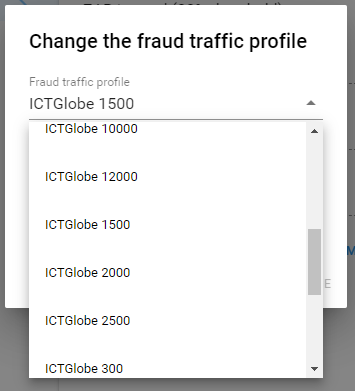 Change the fraud traffic profile
Fraud traffic profile
ICTGlobe 1500
ICTGlobe 10000
ICTGlobe 12000
ICTGlobe 1500
ICTGlobe 2000
ICTGlobe 2500
ICTGlobe 300